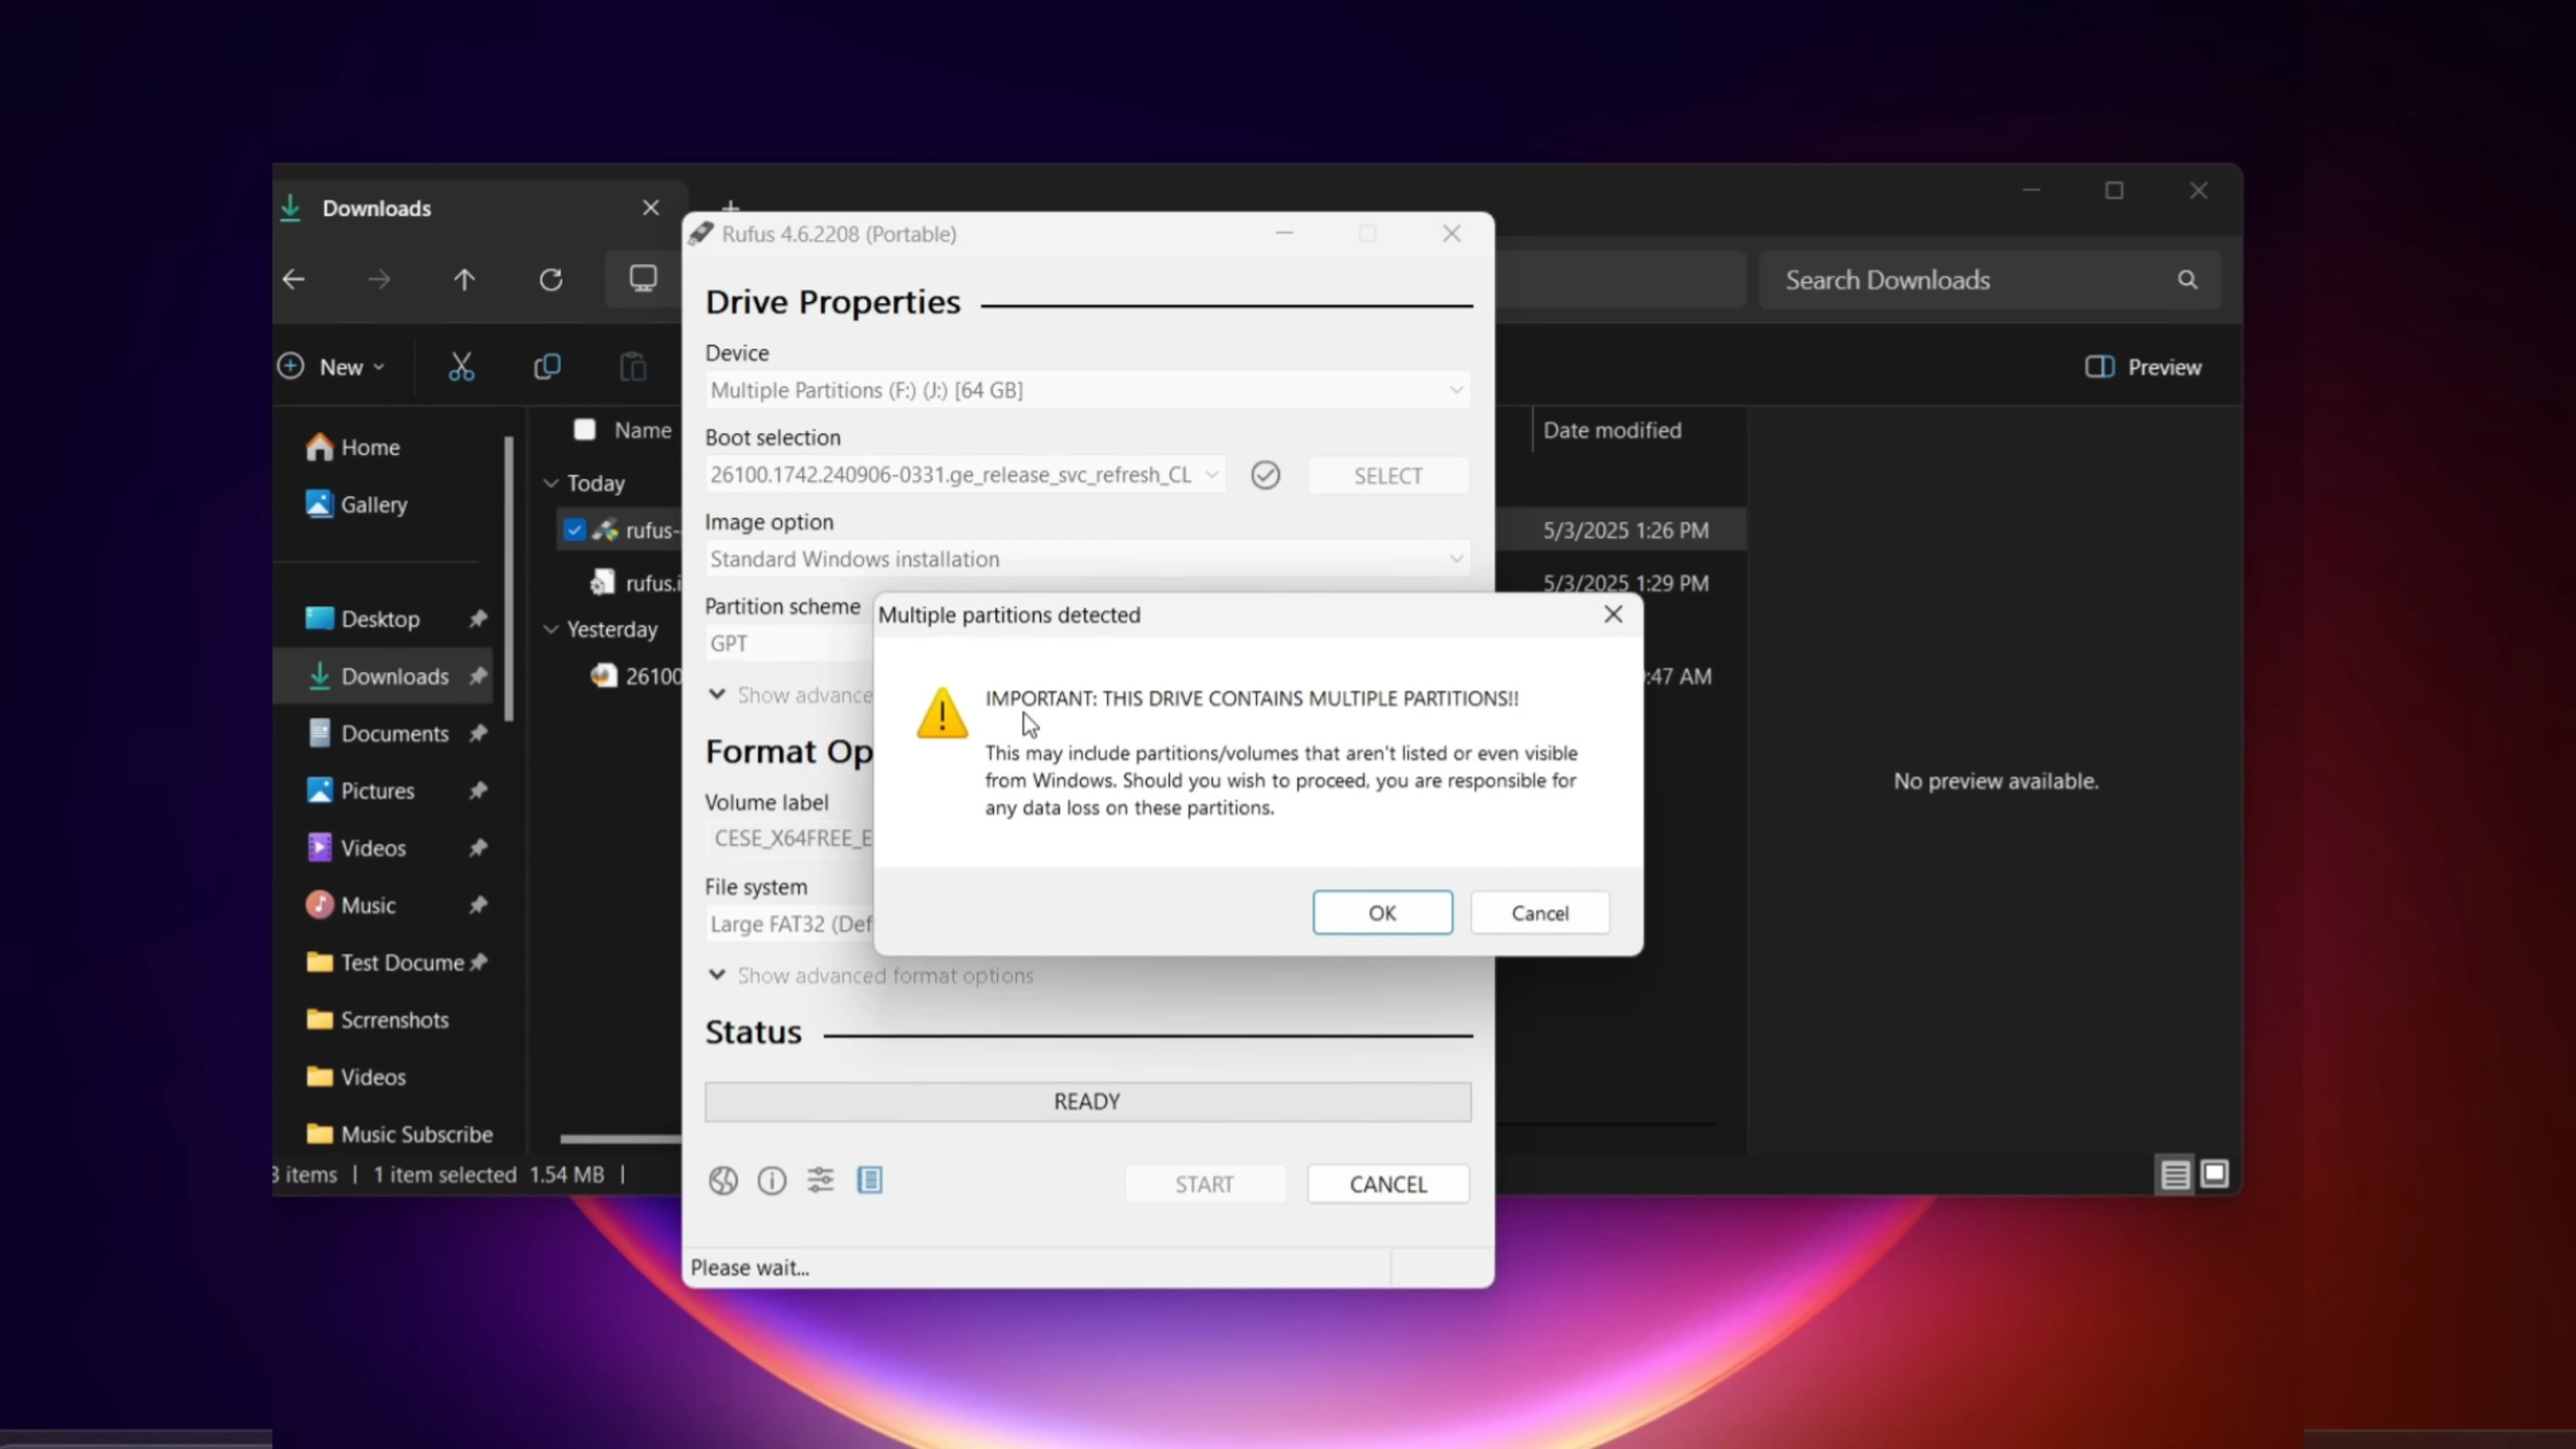 Downloads
Search Downloads
New
Preview
Home
Gallery
Desktop
Downloads
Documents
Pictures
Videos
Music
Test Docume
Scrrenshots
Videos
Music Subscribe
Name
Date modified
Today
rufus-
5/3/2025 1:26 PM
rufus.i
5/3/2025 1:29 PM
Yesterday
26100
:47 AM
No preview available.
3 items | 1 item selected 1.54 MB |
Rufus 4.6.2208 (Portable)
Drive Properties
Device
Multiple Partitions (F:) (J:) [64 GB]
Boot selection
26100.1742.240906-0331.ge_release_svc_refresh_CL
SELECT
Image option
Standard Windows installation
Partition scheme
GPT
Show advance
Format Op
Volume label
CESE_X64FREE_E
File system
Large FAT32 (Def
Show advanced format options
Status
READY
START
CANCEL
Please wait...
Multiple partitions detected
IMPORTANT: THIS DRIVE CONTAINS MULTIPLE PARTITIONS!!
This may include partitions/volumes that aren't listed or even visible
from Windows. Should you wish to proceed, you are responsible for
any data loss on these partitions.
OK
Cancel